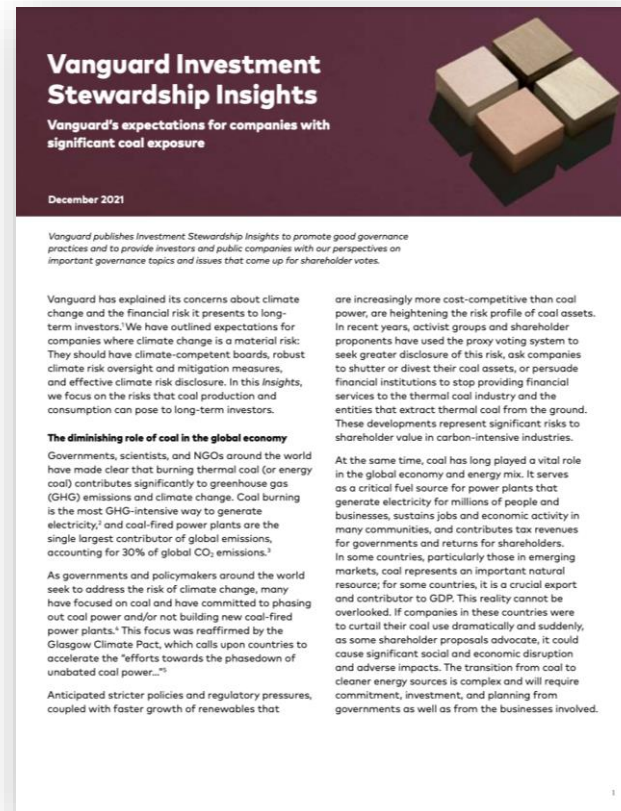 Vanguard Investment
Stewardship Insights
Vanguard's expectations for companies with
significant coal exposure
December 2021
Vanguard publishes Investment Stewardship Insights to promote good governance
practices and to provide investors and public companies with our perspectives on
important governance topics and issues that come up for shareholder votes.
Vanguard has explained its concerns about climate
change and the financial risk it presents to long-
term investors.¹ We have outlined expectations for
companies where climate change is a material risk:
They should have climate-competent boards, robust
climate risk oversight and mitigation measures,
and effective climate risk disclosure. In this Insights,
we focus on the risks that coal production and
consumption can pose to long-term investors.
The diminishing role of coal in the global economy
Governments, scientists, and NGOs around the world
have made clear that burning thermal coal (or energy
coal) contributes significantly to greenhouse gas
(GHG) emissions and climate change. Coal burning
is the most GHG-intensive way to generate
electricity,² and coal-fired power plants are the
single largest contributor of global emissions,
accounting for 30% of global CO₂ emissions.³
As governments and policymakers around the world
seek to address the risk of climate change, many
have focused on coal and have committed to phasing
out coal power and/or not building new coal-fired
power plants.⁴ This focus was reaffirmed by the
Glasgow Climate Pact, which calls upon countries to
accelerate the "efforts towards the phasedown of
unabated coal power..."⁵
Anticipated stricter policies and regulatory pressures,
coupled with faster growth of renewables that
are increasingly more cost-competitive than coal
power, are heightening the risk profile of coal assets.
In recent years, activist groups and shareholder
proponents have used the proxy voting system to
seek greater disclosure of this risk, ask companies
to shutter or divest their coal assets, or persuade
financial institutions to stop providing financial
services to the thermal coal industry and the
entities that extract thermal coal from the ground.
These developments represent significant risks to
shareholder value in carbon-intensive industries.
At the same time, coal has long played a vital role
in the global economy and energy mix. It serves
as a critical fuel source for power plants that
generate electricity for millions of people and
businesses, sustains jobs and economic activity in
many communities, and contributes tax revenues
for governments and returns for shareholders.
In some countries, particularly those in emerging
markets, coal represents an important natural
resource; for some countries, it is a crucial export
and contributor to GDP. This reality cannot be
overlooked. If companies in these countries were
to curtail their coal use dramatically and suddenly,
as some shareholder proposals advocate, it could
cause significant social and economic disruption
and adverse impacts. The transition from coal to
cleaner energy sources is complex and will require
commitment, investment, and planning from
governments as well as from the businesses involved.
1